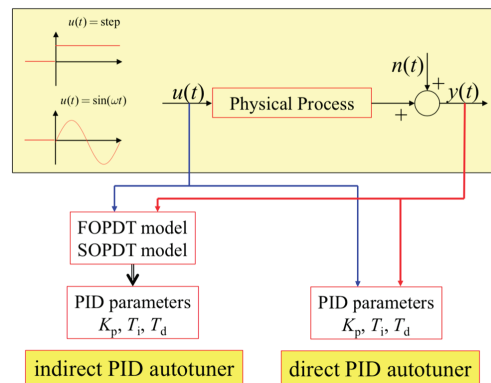 u(t) = step
u(t) = sin(ωt)
u(t)
Physical Process
n(t)
+
+
y(t)
FOPDT model
SOPDT model
PID parameters
Kp, Ti, Td
PID parameters
Kp, Ti, Td
indirect PID autotuner
direct PID autotuner